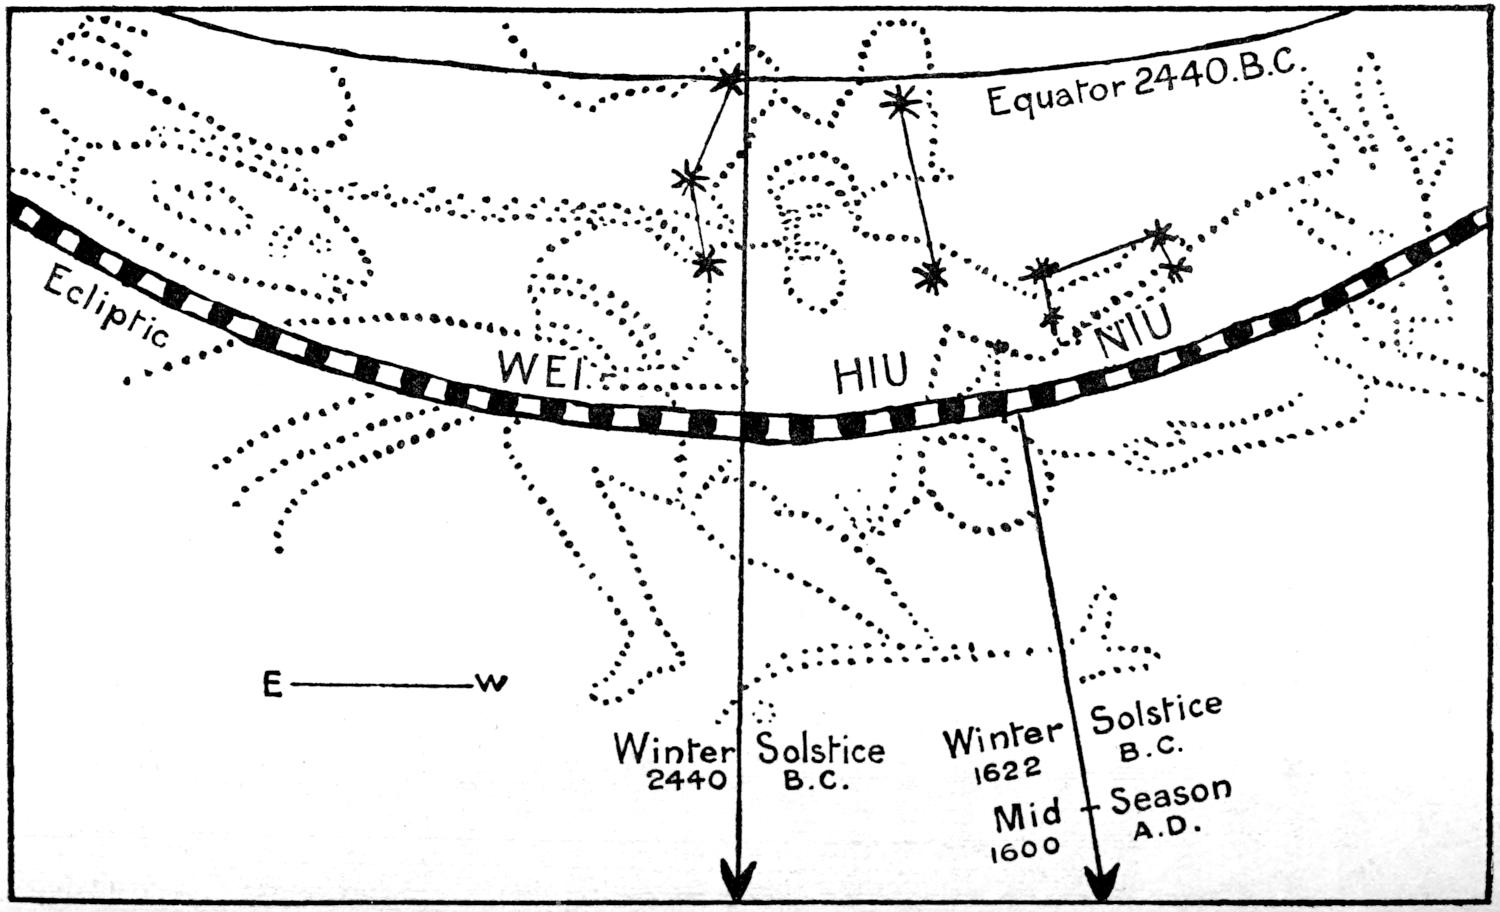 Equator 2440.B.C.
Ecliptic
WEI
HIU
NIU
E W
Winter Solstice
2440 B.C.
Winter Solstice
1622 B.C.
Mid - Season
1600 A.D.